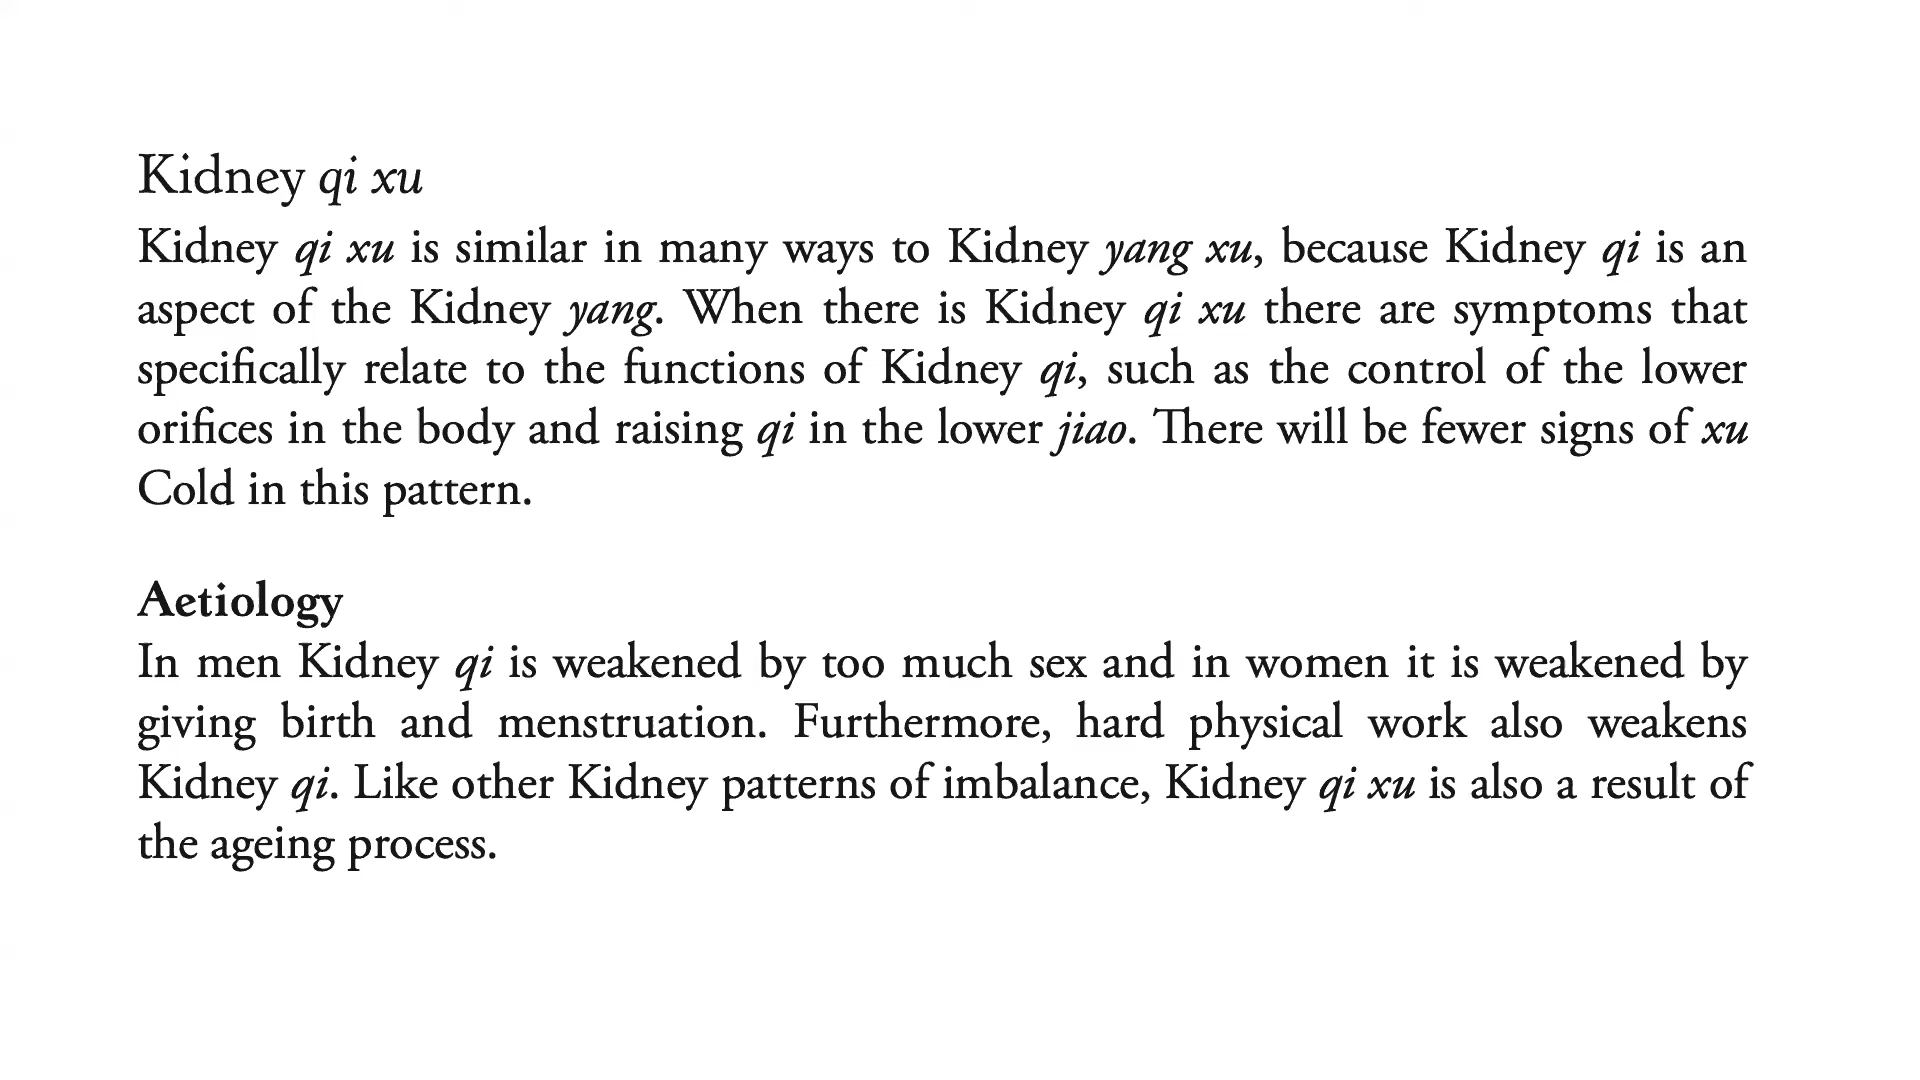 Kidney qi xu
Kidney qi xu is similar in many ways to Kidney yang xu, because Kidney qi is an
aspect of the Kidney yang. When there is Kidney qi xu there are symptoms that
specifically relate to the functions of Kidney qi, such as the control of the lower
orifices in the body and raising qi in the lower jiao. There will be fewer signs of xu
Cold in this pattern.
Aetiology
In men Kidney qi is weakened by too much sex and in women it is weakened by
giving birth and menstruation. Furthermore, hard physical work also weakens
Kidney qi. Like other Kidney patterns of imbalance, Kidney qi xu is also a result of
the ageing process.